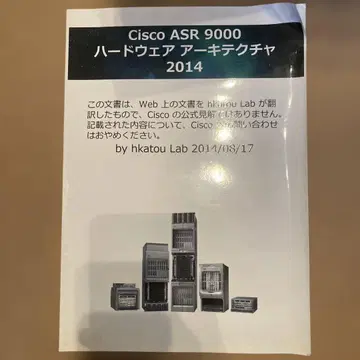 Cisco ASR 9000
ハードウェア アーキテクチャ
2014
この文書は、Web 上の文書を hkatou Lab が翻
訳したもので、Cisco の公式見解ではありません。
記載された内容について、Cisco 問い合わせ
はおやめください。
by hkatou Lab 2014/08/17